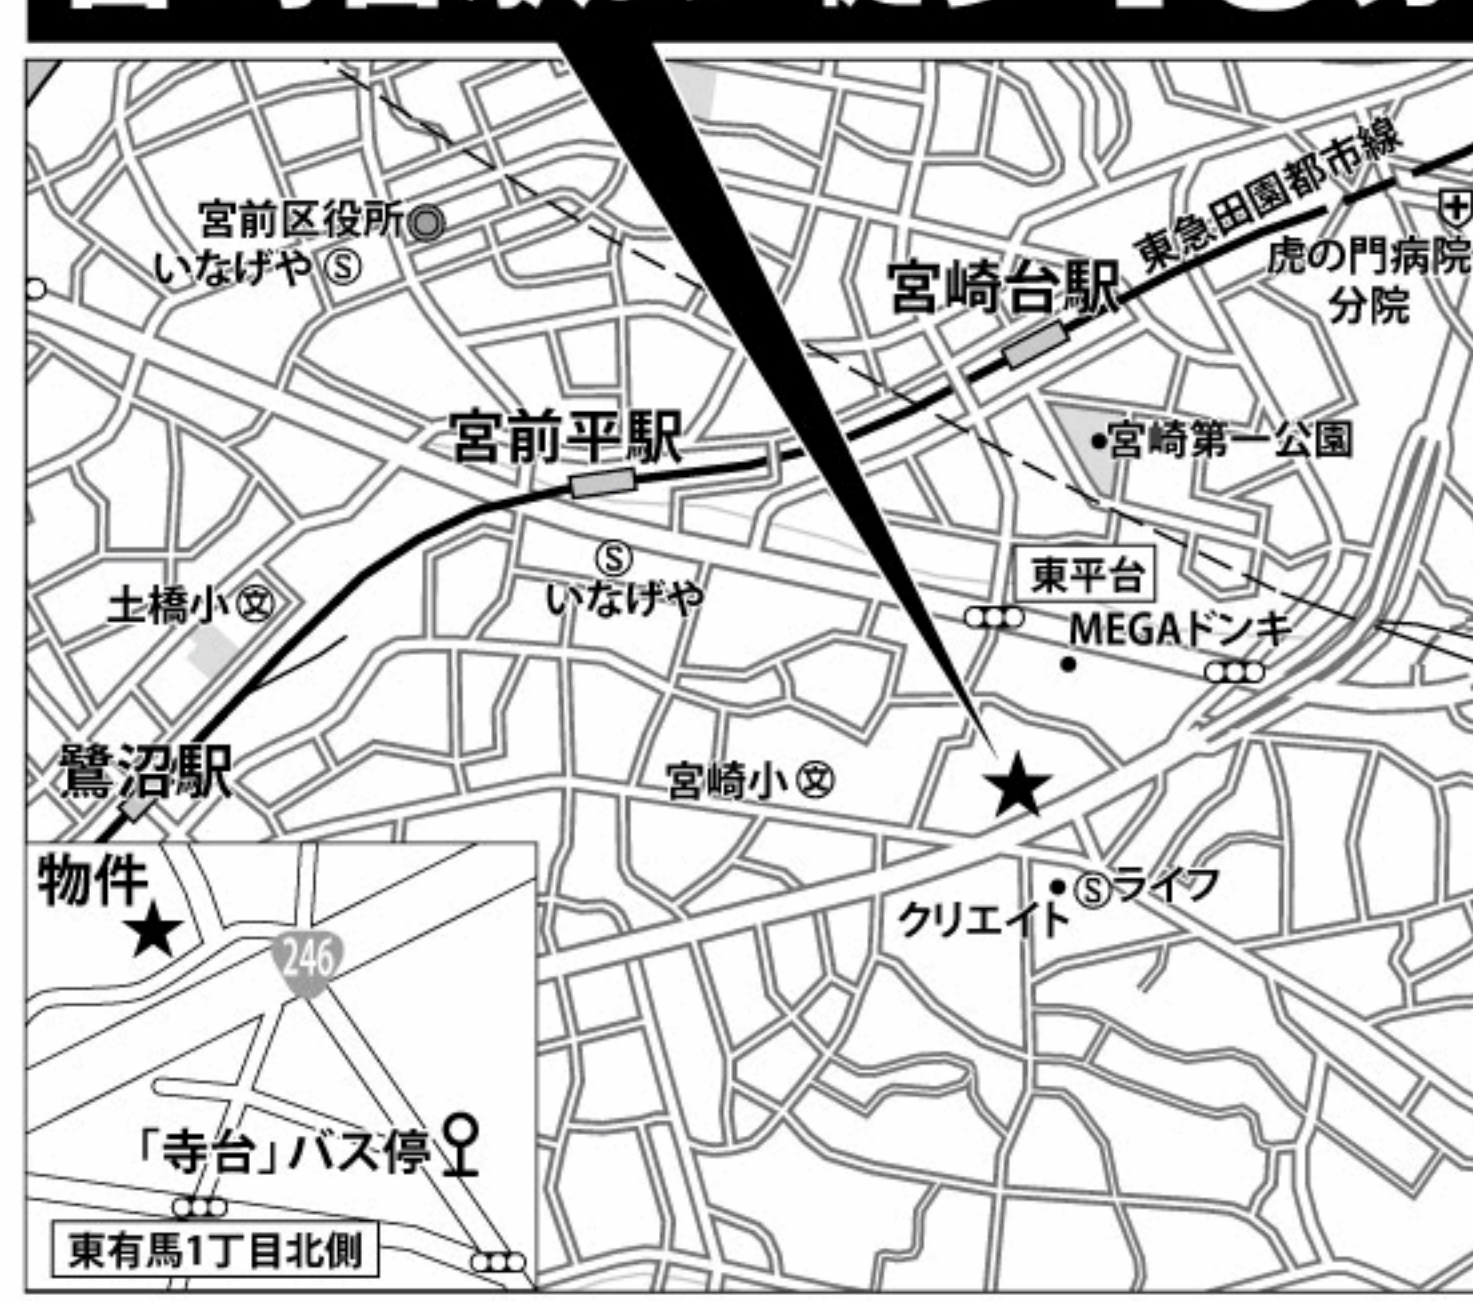 東急田園都市線
宮前区役所
いなげや Ⓢ
宮崎台駅
虎の門病院
分院
宮前平駅
宮崎第一公園
Ⓢ
いなげや
東平台
土橋小 文
MEGAドンキ
鷺沼駅
宮崎小 文
物件
Ⓢライフ
クリエイト
246
「寺台」バス停
東有馬1丁目北側